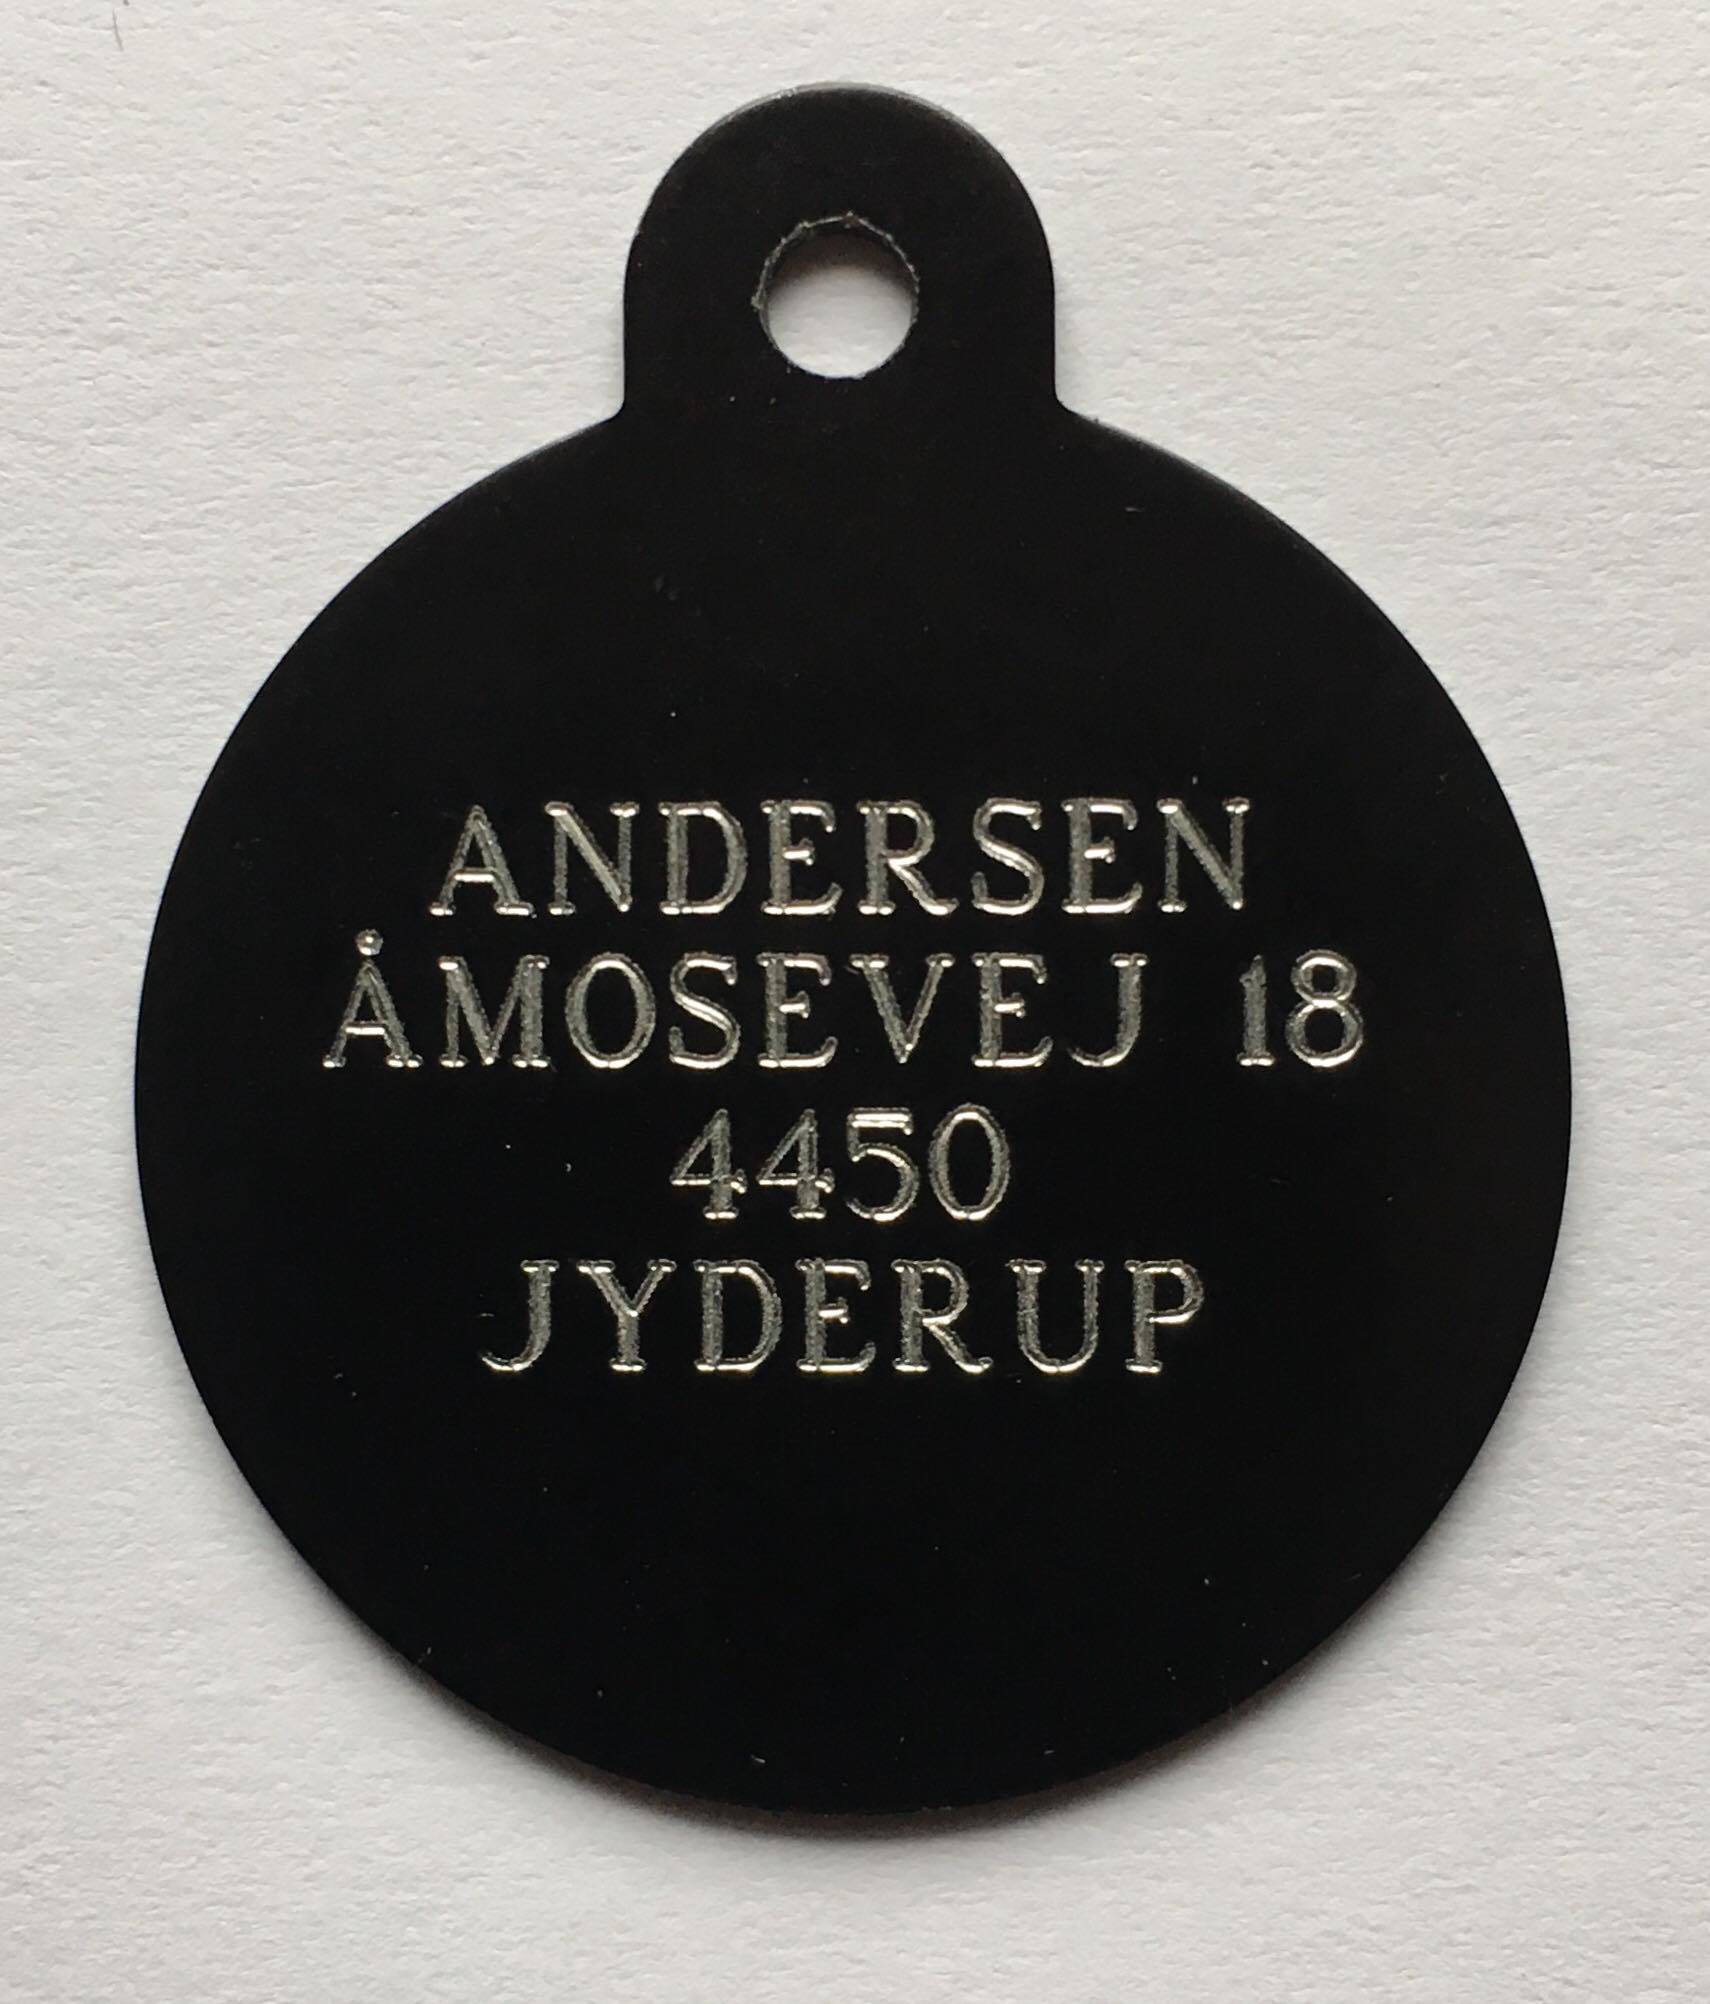 ANDERSEN
ÅMOSEVEJ 18
4450
JYDERUP